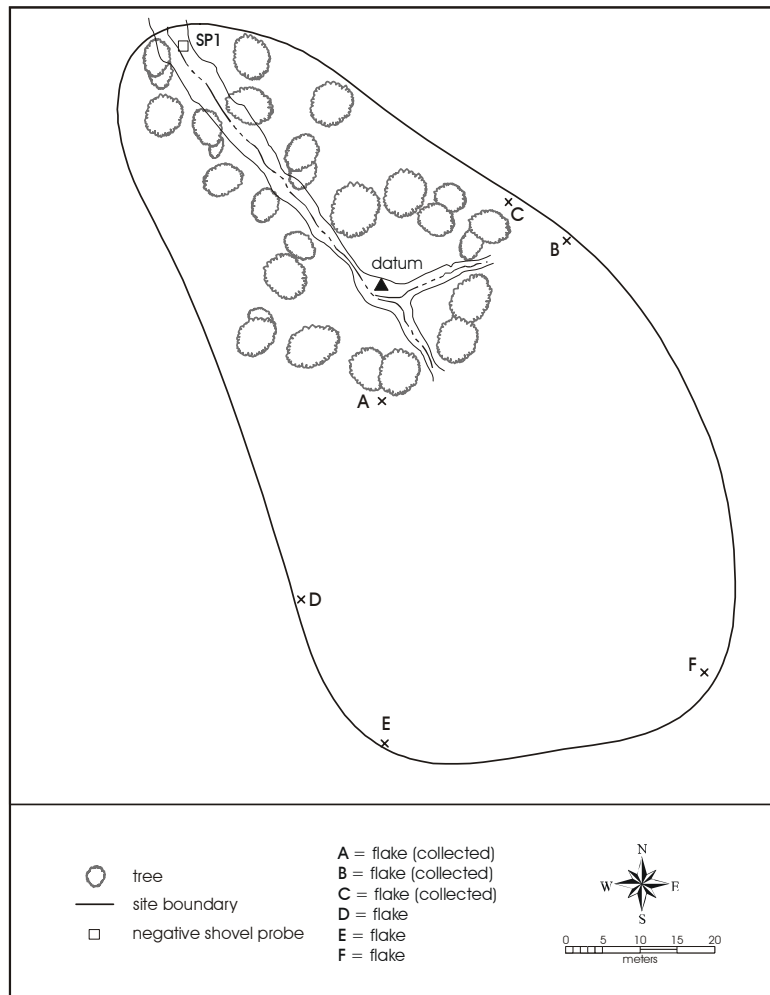 SP1
C
B
datum
A
D
F
E
tree
site boundary
negative shovel probe
A = flake (collected)
B = flake (collected)
C = flake (collected)
D = flake
E = flake
F = flake
N
W E
S
0 5 10 15 20
meters